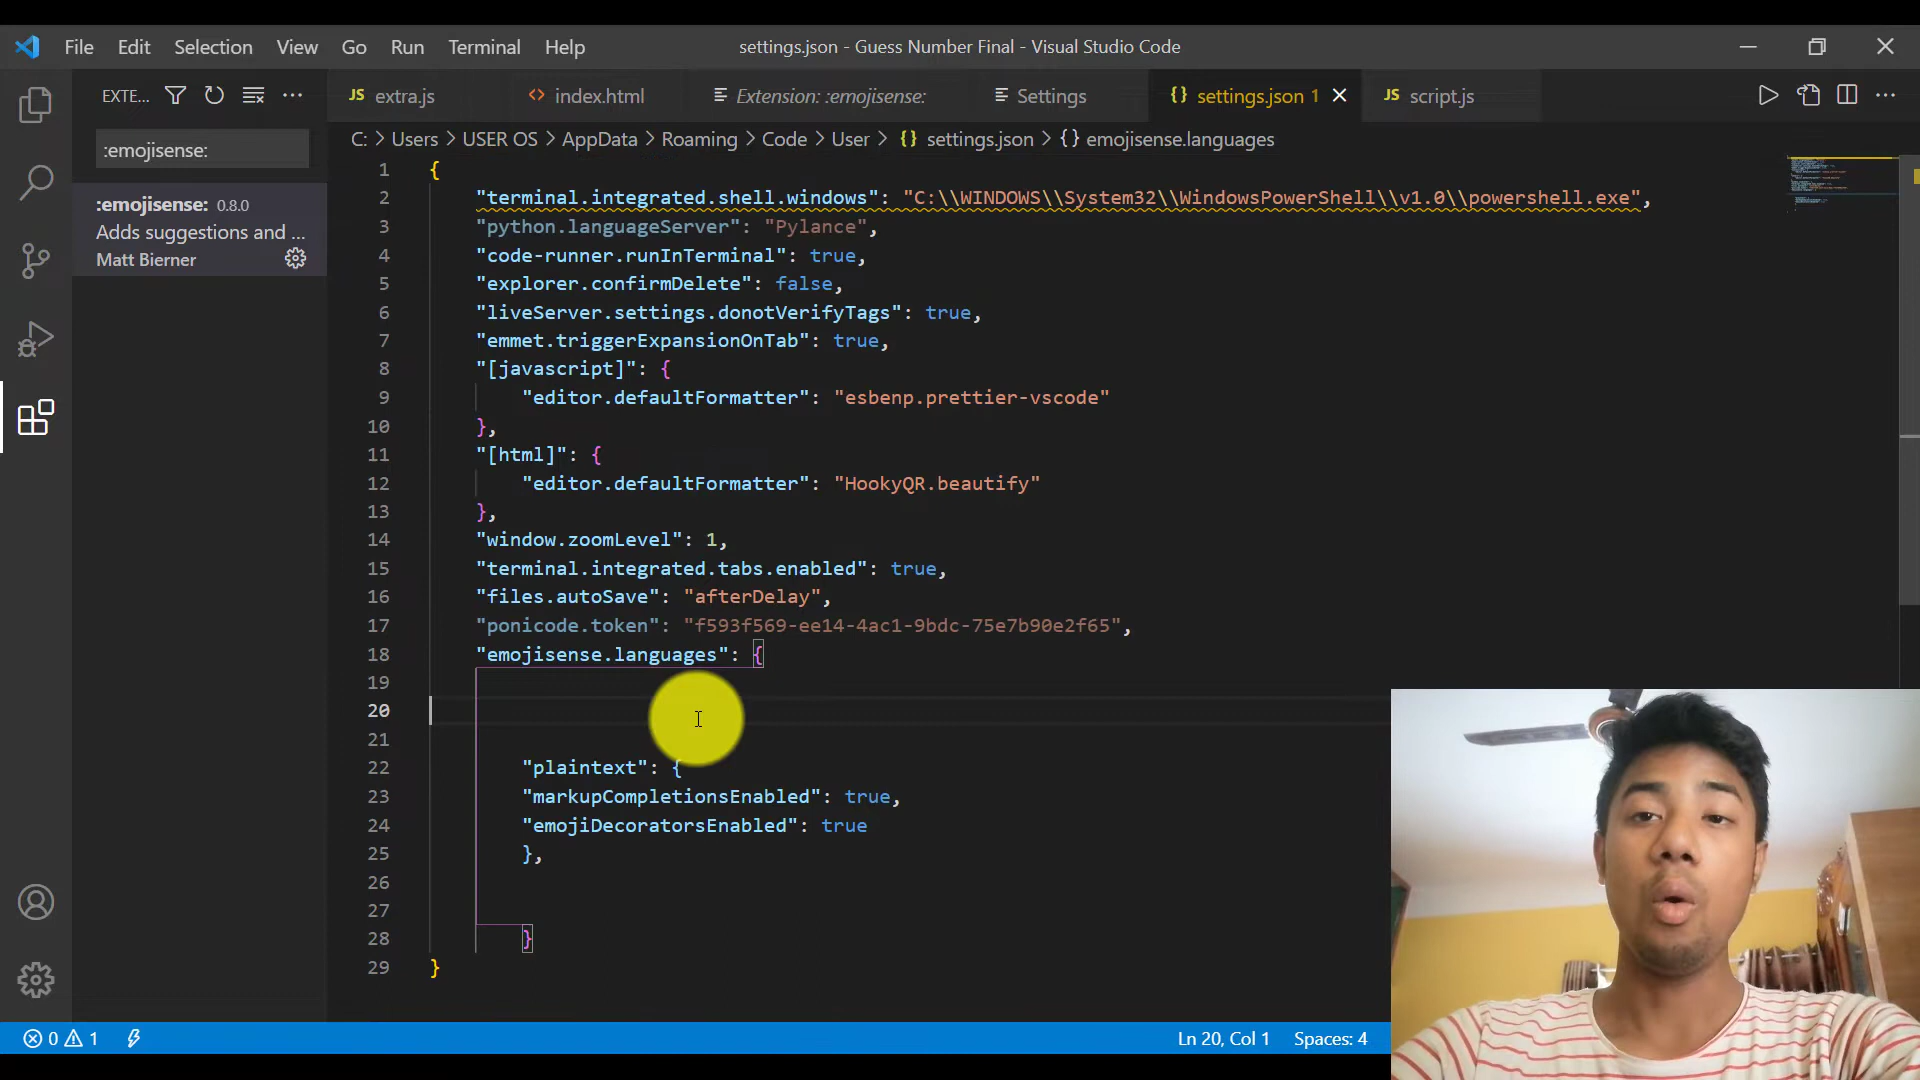 File Edit Selection View Go Run Terminal Help
settings.json - Guess Number Final - Visual Studio Code
EXTE...
JS extra.js
<> index.html
Extension: :emojisense:
Settings
{} settings.json 1
JS script.js
:emojisense:
C: > Users > USER OS > AppData > Roaming > Code > User > {} settings.json > {} emojisense.languages
:emojisense: 0.8.0
Adds suggestions and ...
Matt Bierner
1 {
2 "terminal.integrated.shell.windows": "C:\\WINDOWS\\System32\\WindowsPowerShell\\v1.0\\powershell.exe",
3 "python.languageServer": "Pylance",
4 "code-runner.runInTerminal": true,
5 "explorer.confirmDelete": false,
6 "liveServer.settings.donotVerifyTags": true,
7 "emmet.triggerExpansionOnTab": true,
8 "[javascript]": {
9 "editor.defaultFormatter": "esbenp.prettier-vscode"
10 },
11 "[html]": {
12 "editor.defaultFormatter": "HookyQR.beautify"
13 },
14 "window.zoomLevel": 1,
15 "terminal.integrated.tabs.enabled": true,
16 "files.autoSave": "afterDelay",
17 "ponicode.token": "f593f569-ee14-4ac1-9bdc-75e7b90e2f65",
18 "emojisense.languages": {
19
20
21
22 "plaintext": {
23 "markupCompletionsEnabled": true,
24 "emojiDecoratorsEnabled": true
25 },
26
27
28 }
29 }
0 1
Ln 20, Col 1 Spaces: 4